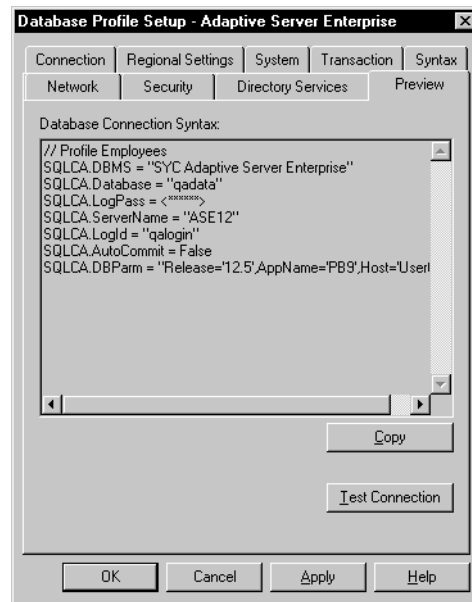 Database Profile Setup - Adaptive Server Enterprise
Connection Regional Settings System Transaction Syntax
Network Security Directory Services Preview
Database Connection Syntax:
// Profile Employees
SQLCA.DBMS = "SYC Adaptive Server Enterprise"
SQLCA.Database = "qadata"
SQLCA.LogPass = <******>
SQLCA.ServerName = "ASE12"
SQLCA.LogId = "qalogin"
SQLCA.AutoCommit = False
SQLCA.DBParm = "Release='12.5',AppName='PB9',Host='User
Copy
Test Connection
OK Cancel Apply Help